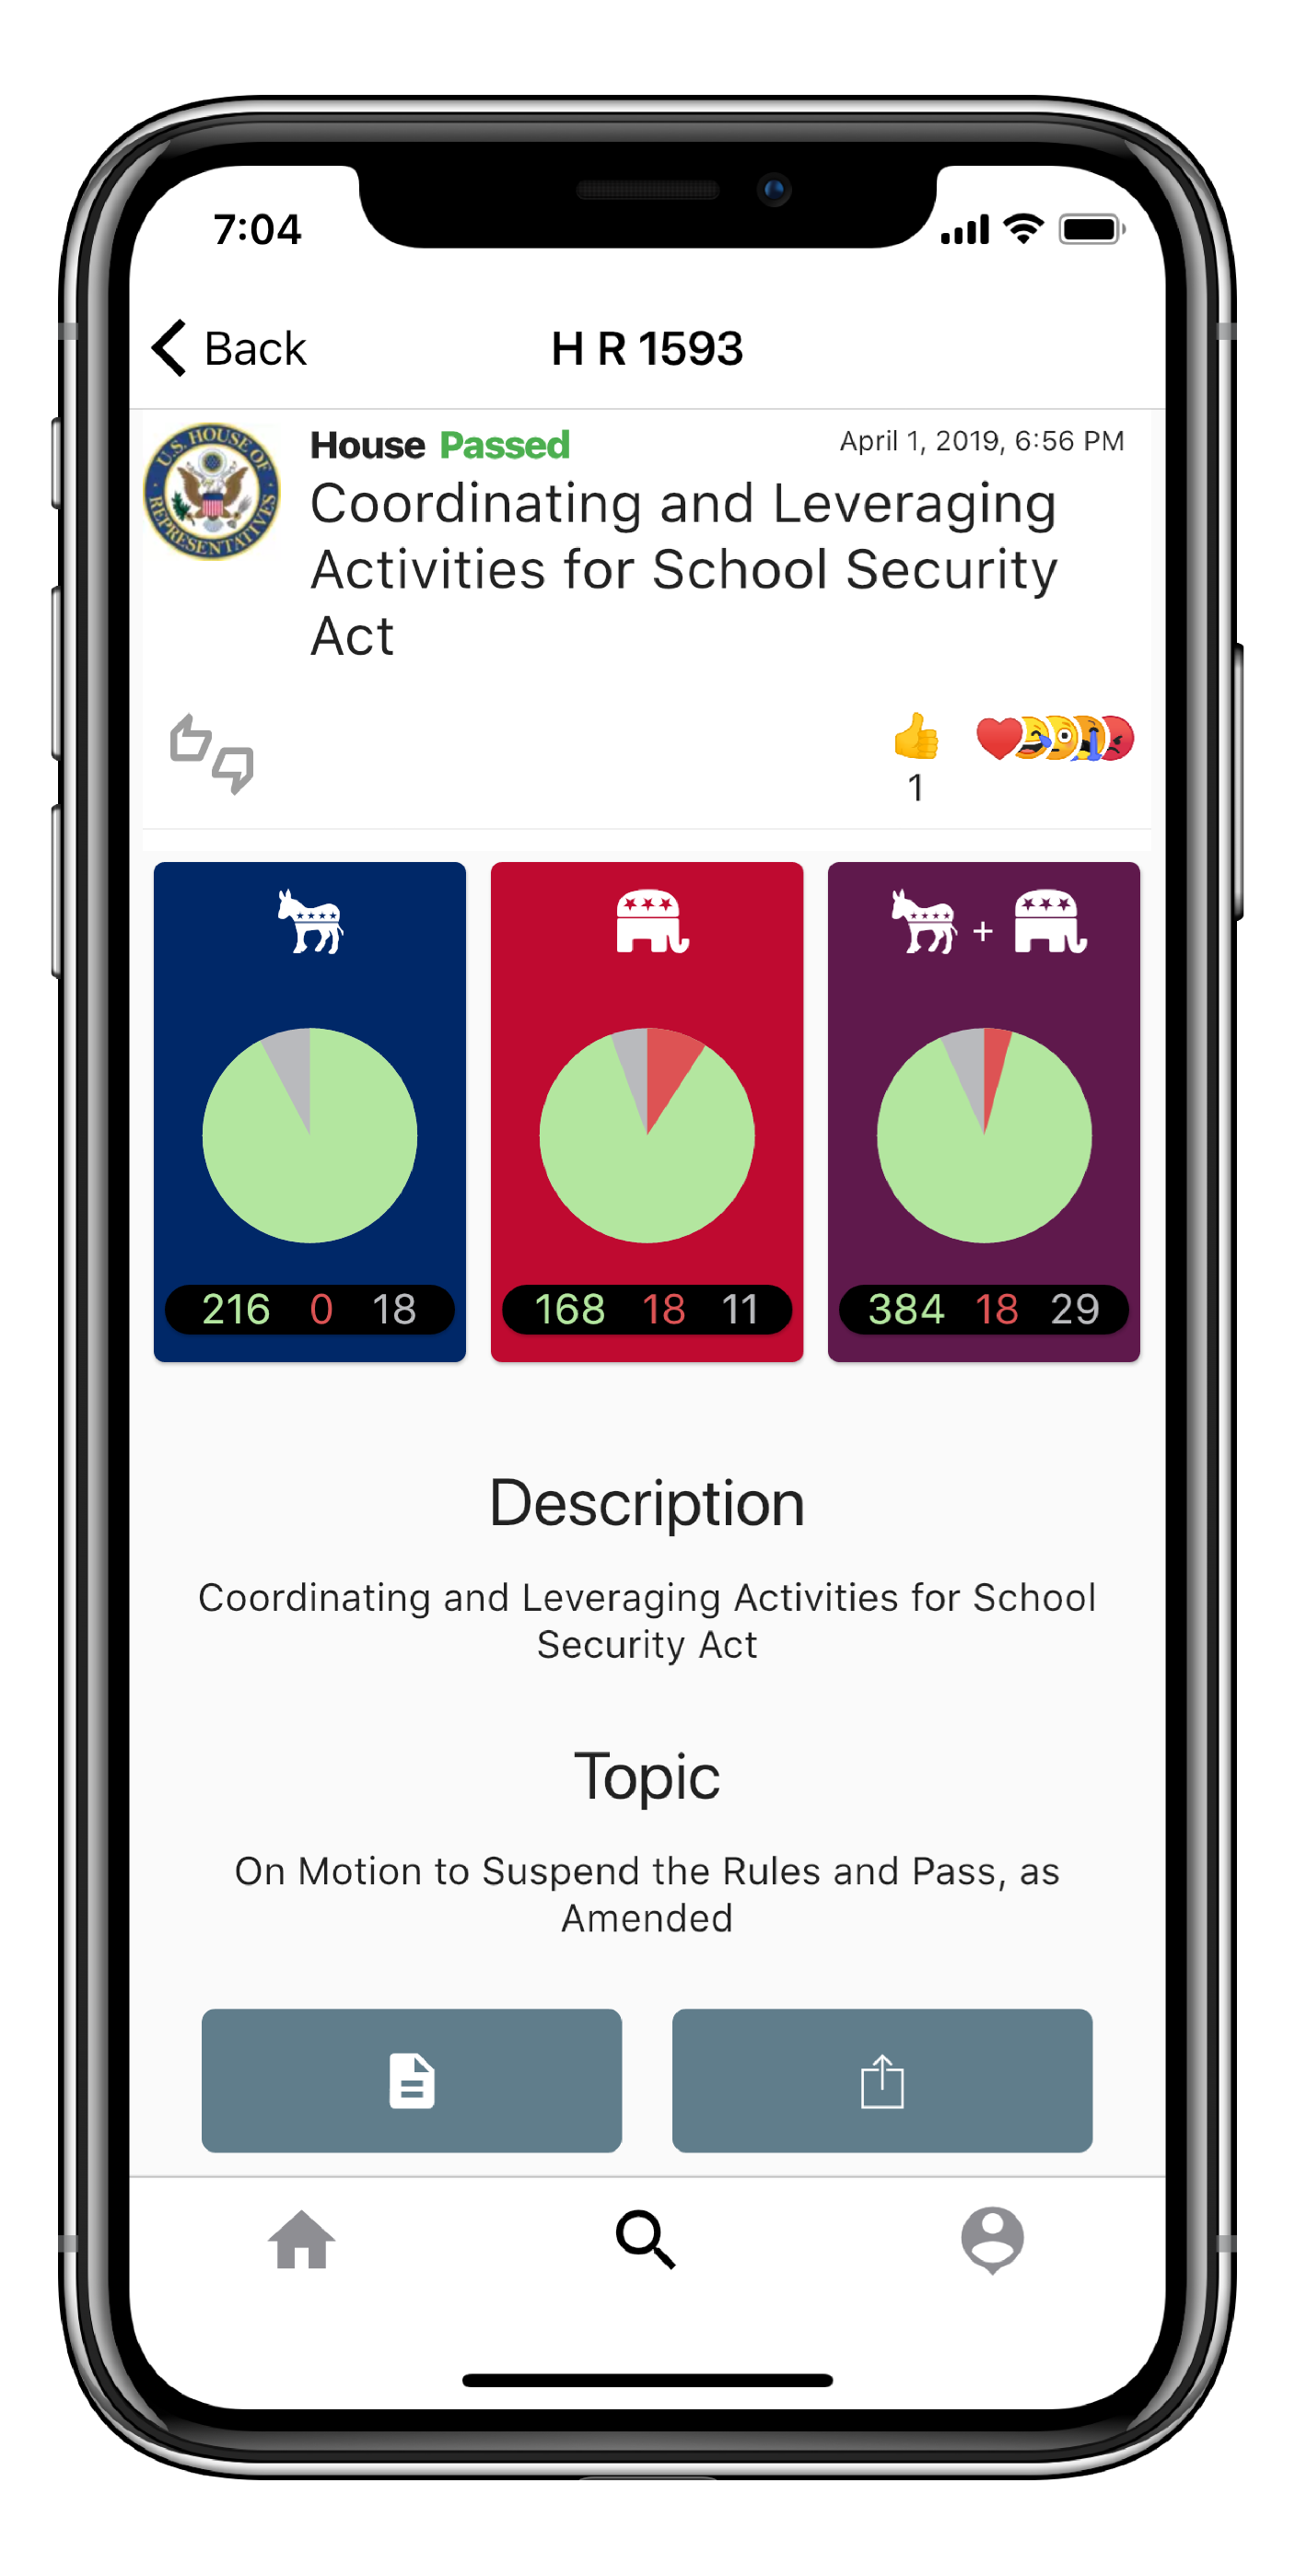 7:04
Back
H R 1593
U.S. HOUSE OF REPRESENTATIVES
House Passed
April 1, 2019, 6:56 PM
Coordinating and Leveraging
Activities for School Security
Act
1
+
216 0 18
168 18 11
384 18 29
Description
Coordinating and Leveraging Activities for School
Security Act
Topic
On Motion to Suspend the Rules and Pass, as
Amended